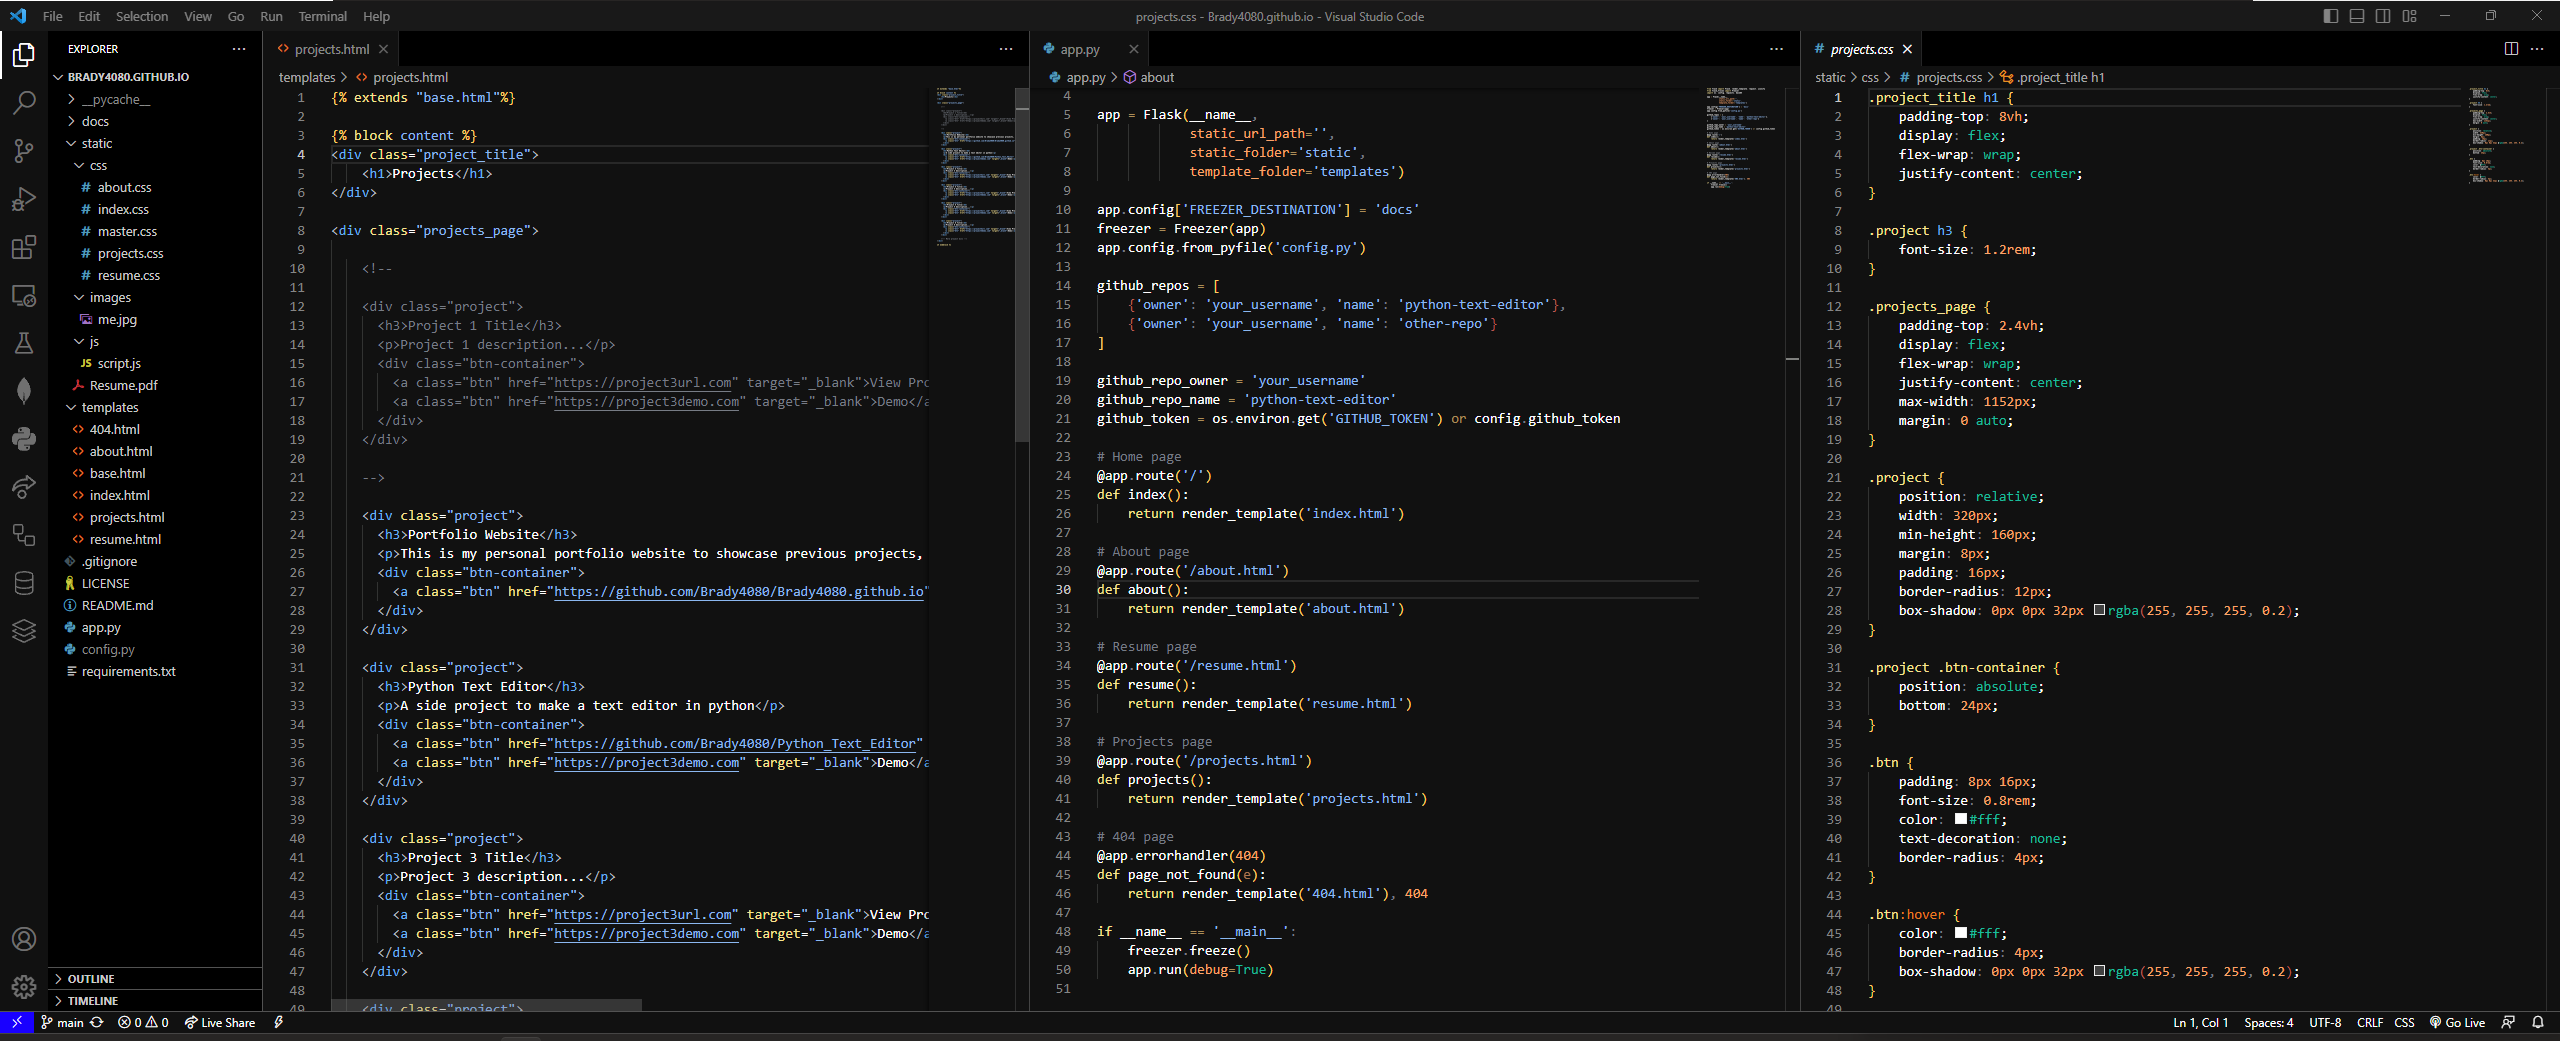 File Edit Selection View Go Run Terminal Help
projects.css - Brady4080.github.io - Visual Studio Code
EXPLORER
BRADY4080.GITHUB.IO
__pycache__
docs
static
css
# about.css
# index.css
# master.css
# projects.css
# resume.css
images
me.jpg
js
JS script.js
Resume.pdf
templates
<> 404.html
<> about.html
<> base.html
<> index.html
<> projects.html
<> resume.html
.gitignore
LICENSE
README.md
app.py
config.py
requirements.txt
OUTLINE
TIMELINE
<> projects.html
templates > <> projects.html
1 {% extends "base.html"%}
2
3 {% block content %}
4 <div class="project_title">
5     <h1>Projects</h1>
6 </div>
7
8 <div class="projects_page">
9
10     <!--
11
12     <div class="project">
13       <h3>Project 1 Title</h3>
14       <p>Project 1 description...</p>
15       <div class="btn-container">
16         <a class="btn" href="https://project3url.com" target="_blank">View Pro
17         <a class="btn" href="https://project3demo.com" target="_blank">Demo</a
18       </div>
19     </div>
20
21     -->
22
23     <div class="project">
24       <h3>Portfolio Website</h3>
25       <p>This is my personal portfolio website to showcase previous projects,
26       <div class="btn-container">
27         <a class="btn" href="https://github.com/Brady4080/Brady4080.github.io"
28       </div>
29     </div>
30
31     <div class="project">
32       <h3>Python Text Editor</h3>
33       <p>A side project to make a text editor in python</p>
34       <div class="btn-container">
35         <a class="btn" href="https://github.com/Brady4080/Python_Text_Editor"
36         <a class="btn" href="https://project3demo.com" target="_blank">Demo</a
37       </div>
38     </div>
39
40     <div class="project">
41       <h3>Project 3 Title</h3>
42       <p>Project 3 description...</p>
43       <div class="btn-container">
44         <a class="btn" href="https://project3url.com" target="_blank">View Pro
45         <a class="btn" href="https://project3demo.com" target="_blank">Demo</a
46       </div>
47     </div>
48
49     <div class="project">
app.py
app.py > about
4
5 app = Flask(__name__,
6             static_url_path='',
7             static_folder='static',
8             template_folder='templates')
9
10 app.config['FREEZER_DESTINATION'] = 'docs'
11 freezer = Freezer(app)
12 app.config.from_pyfile('config.py')
13
14 github_repos = [
15     {'owner': 'your_username', 'name': 'python-text-editor'},
16     {'owner': 'your_username', 'name': 'other-repo'}
17 ]
18
19 github_repo_owner = 'your_username'
20 github_repo_name = 'python-text-editor'
21 github_token = os.environ.get('GITHUB_TOKEN') or config.github_token
22
23 # Home page
24 @app.route('/')
25 def index():
26     return render_template('index.html')
27
28 # About page
29 @app.route('/about.html')
30 def about():
31     return render_template('about.html')
32
33 # Resume page
34 @app.route('/resume.html')
35 def resume():
36     return render_template('resume.html')
37
38 # Projects page
39 @app.route('/projects.html')
40 def projects():
41     return render_template('projects.html')
42
43 # 404 page
44 @app.errorhandler(404)
45 def page_not_found(e):
46     return render_template('404.html'), 404
47
48 if __name__ == '__main__':
49     freezer.freeze()
50     app.run(debug=True)
51
# projects.css
static > css > # projects.css > .project_title h1
1 .project_title h1 {
2     padding-top: 8vh;
3     display: flex;
4     flex-wrap: wrap;
5     justify-content: center;
6 }
7
8 .project h3 {
9     font-size: 1.2rem;
10 }
11
12 .projects_page {
13     padding-top: 2.4vh;
14     display: flex;
15     flex-wrap: wrap;
16     justify-content: center;
17     max-width: 1152px;
18     margin: 0 auto;
19 }
20
21 .project {
22     position: relative;
23     width: 320px;
24     min-height: 160px;
25     margin: 8px;
26     padding: 16px;
27     border-radius: 12px;
28     box-shadow: 0px 0px 32px rgba(255, 255, 255, 0.2);
29 }
30
31 .project .btn-container {
32     position: absolute;
33     bottom: 24px;
34 }
35
36 .btn {
37     padding: 8px 16px;
38     font-size: 0.8rem;
39     color: #fff;
40     text-decoration: none;
41     border-radius: 4px;
42 }
43
44 .btn:hover {
45     color: #fff;
46     border-radius: 4px;
47     box-shadow: 0px 0px 32px rgba(255, 255, 255, 0.2);
48 }
49
main 0 0 Live Share
Ln 1, Col 1 Spaces: 4 UTF-8 CRLF CSS Go Live